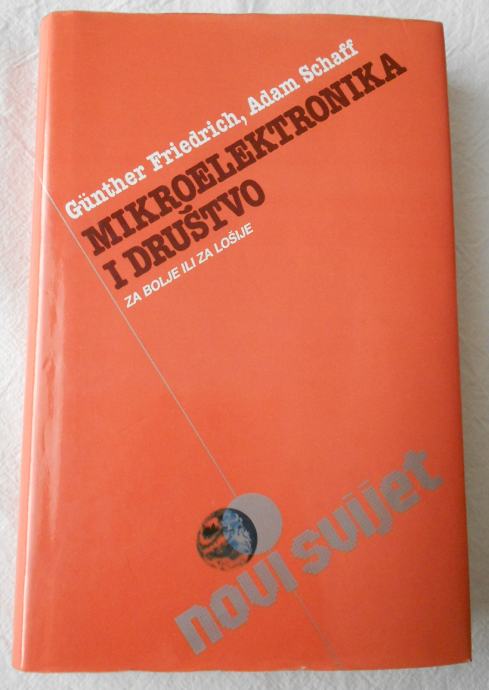 Günther Friedrich, Adam Schaff
MIKROELEKTRONIKA
I DRUŠTVO
ZA BOLJE ILI ZA LOŠIJE
novi svijet